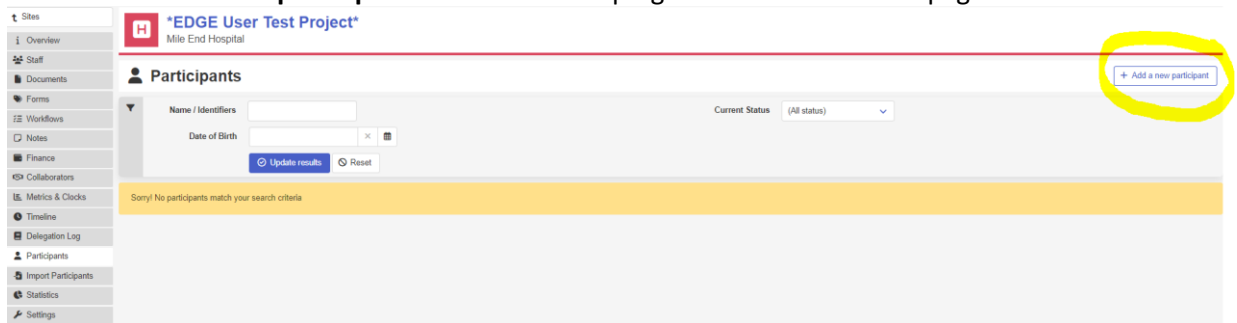 Sites
Overview
Staff
Documents
Forms
Workflows
Notes
Finance
Collaborators
Metrics & Clocks
Timeline
Delegation Log
Participants
Import Participants
Statistics
Settings
H
*EDGE User Test Project*
Mile End Hospital
Participants
+ Add a new participant
Name / Identifiers
Current Status (All status)
Date of Birth
Update results Reset
Sorry! No participants match your search criteria